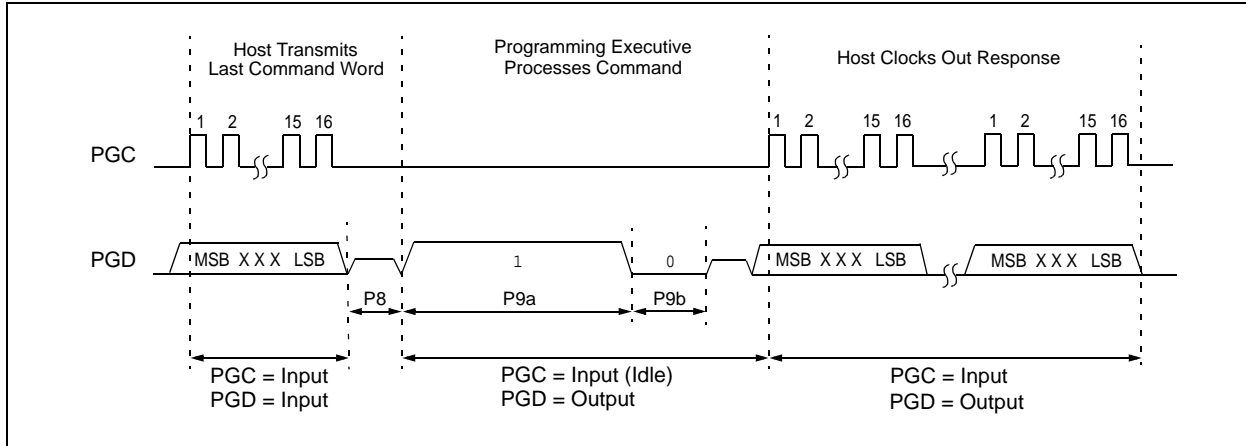 Host Transmits
Last Command Word
Programming Executive
Processes Command
Host Clocks Out Response
1 2 15 16 1 2 15 16 1 2 15 16
PGC
PGD
MSB X X X LSB 1 0 MSB X X X LSB MSB X X X LSB
P8 P9a P9b
PGC = Input
PGD = Input
PGC = Input (Idle)
PGD = Output
PGC = Input
PGD = Output